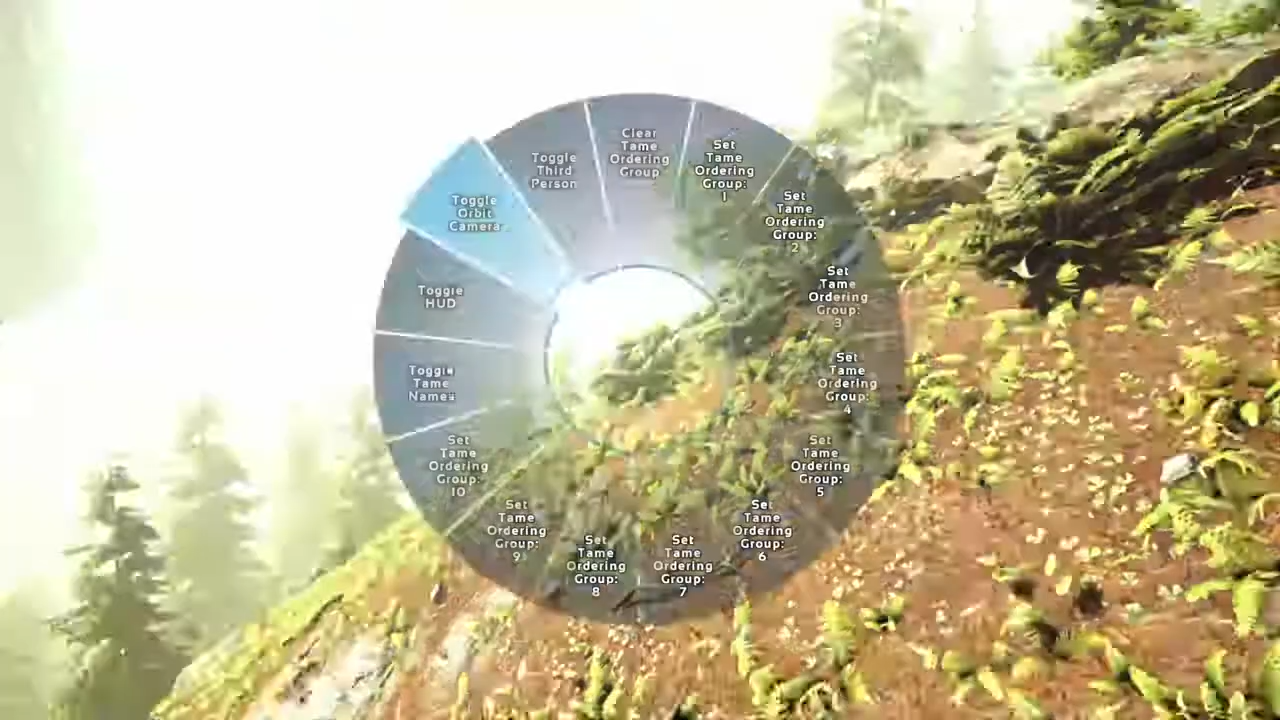 Clear
Tame
Ordering
Group
Set
Tame
Ordering
Group:
1
Set
Tame
Ordering
Group:
2
Set
Tame
Ordering
Group:
3
Set
Tame
Ordering
Group:
4
Set
Tame
Ordering
Group:
5
Set
Tame
Ordering
Group:
6
Set
Tame
Ordering
Group:
7
Set
Tame
Ordering
Group:
8
Set
Tame
Ordering
Group:
9
Set
Tame
Ordering
Group:
10
Toggle
Tame
Names
Toggle
HUD
Toggle
Orbit
Camera
Toggle
Third
Person